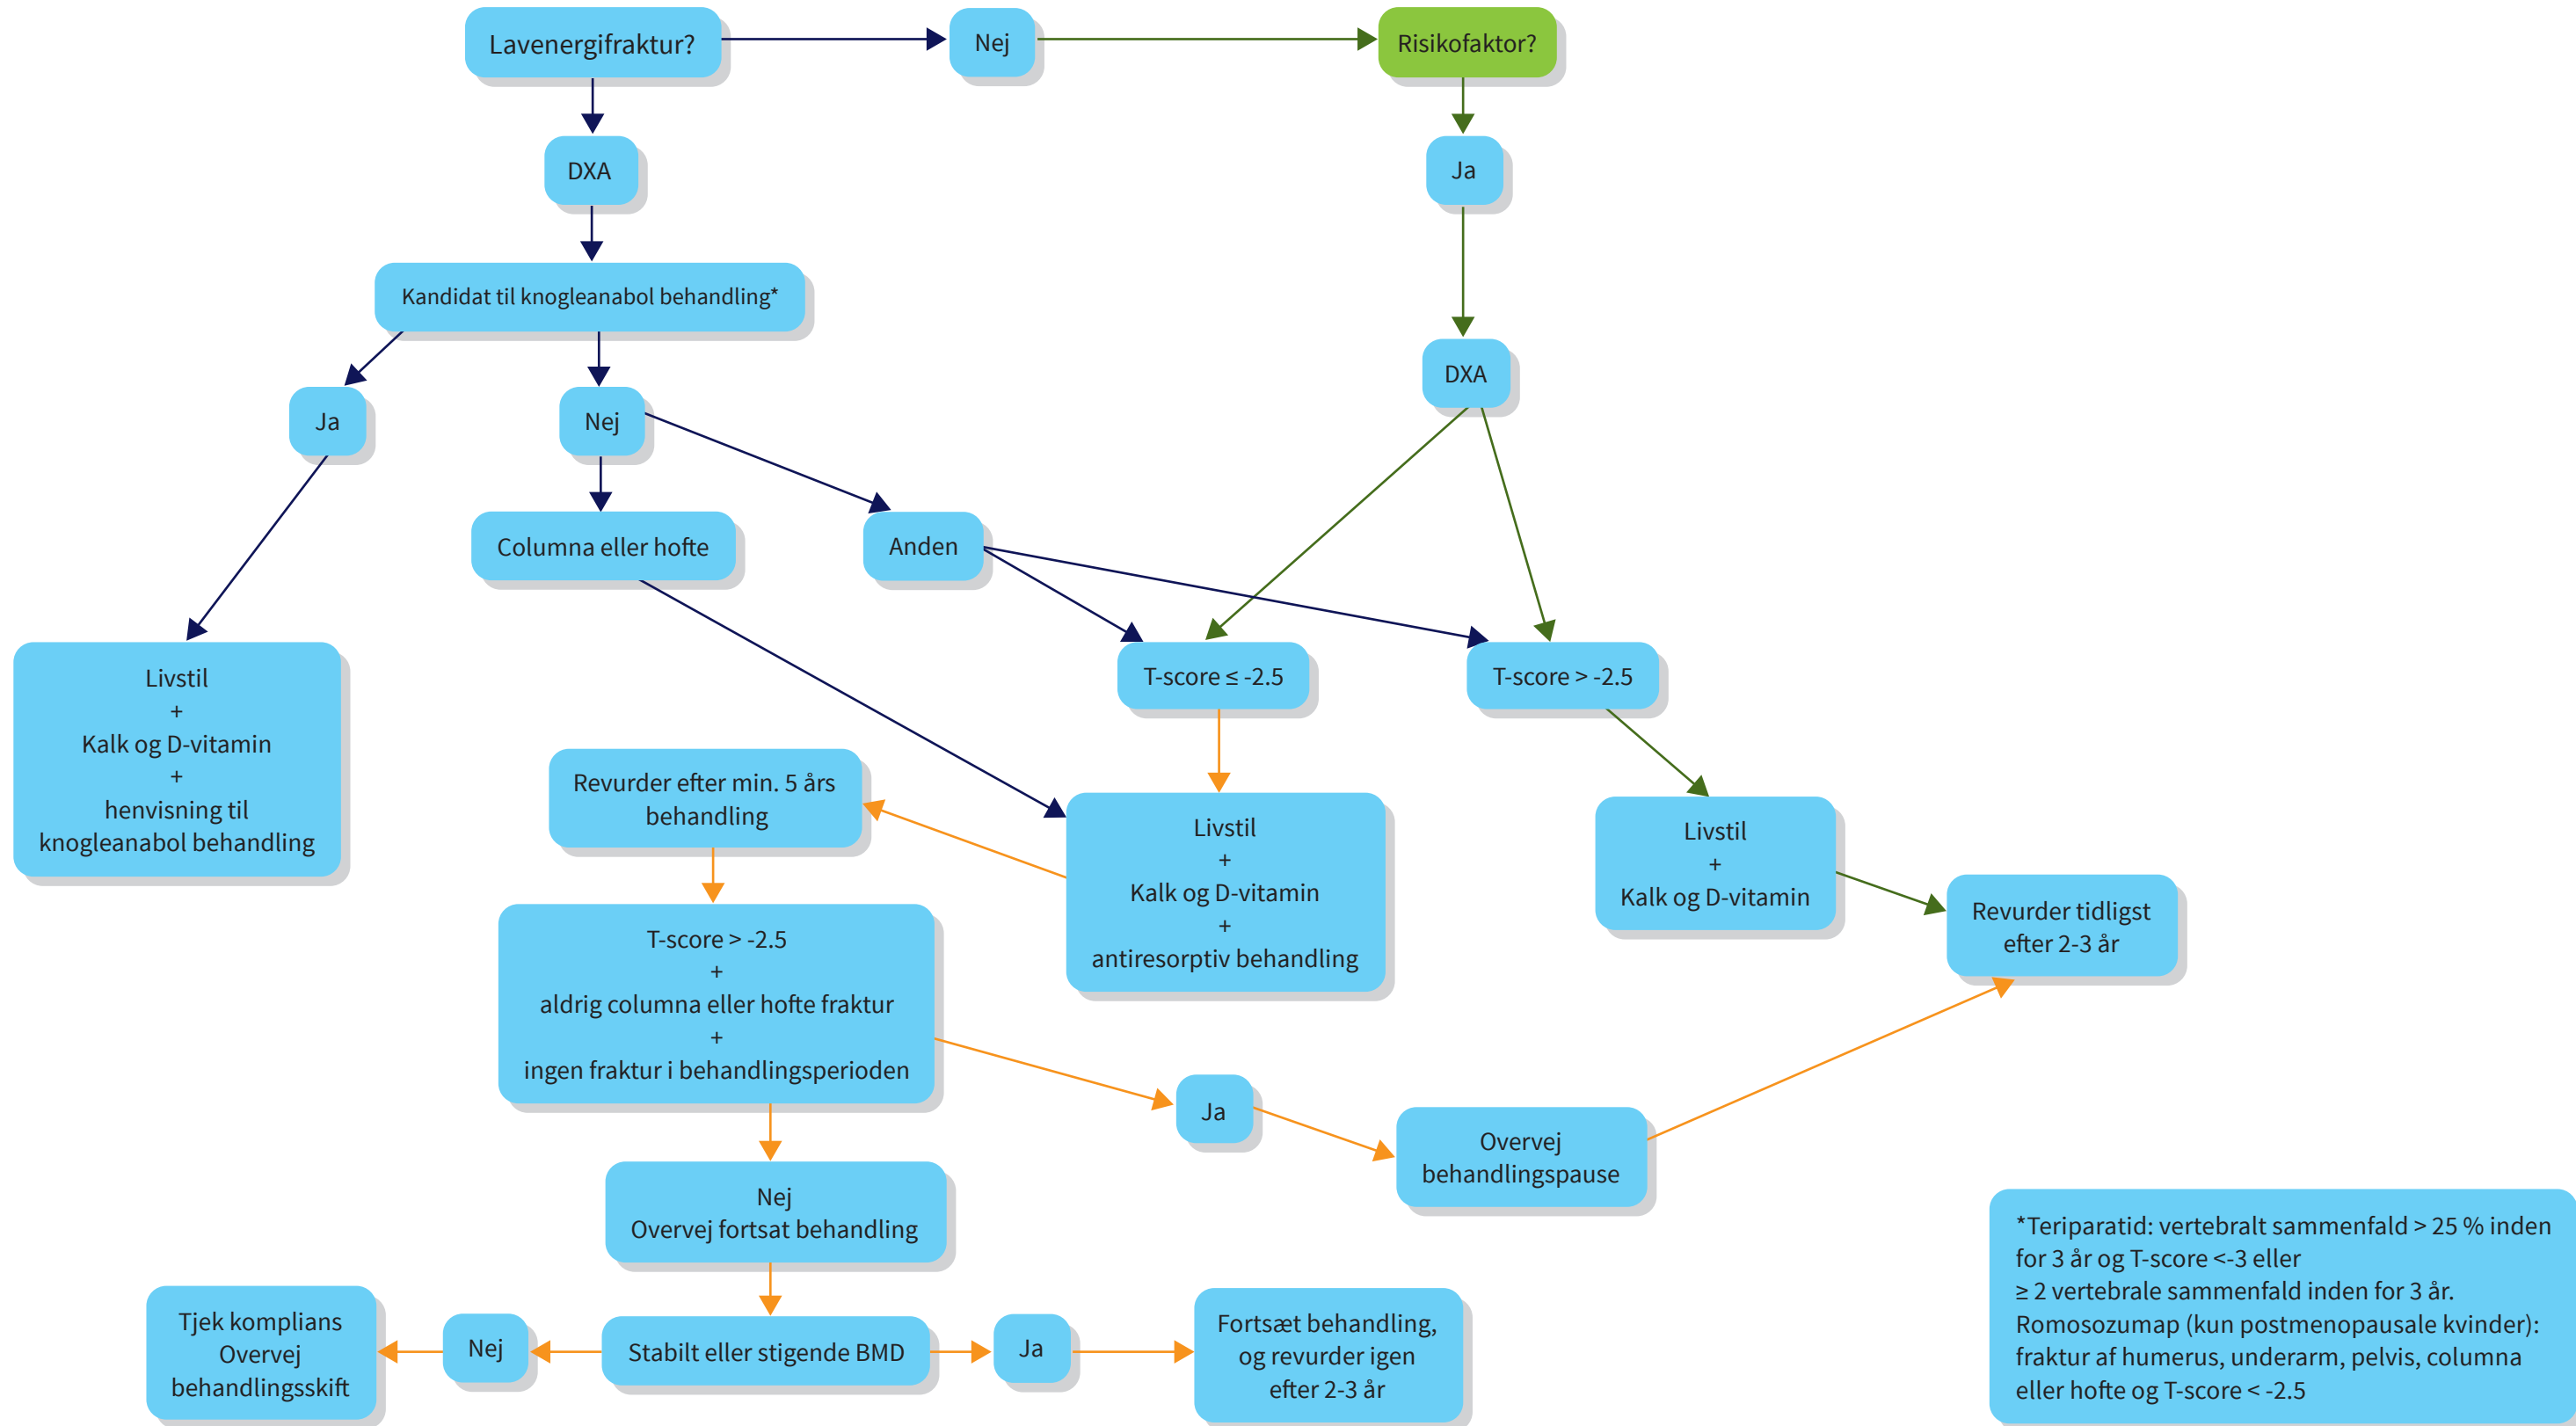 Lavenergifraktur?
Nej
Risikofaktor?
DXA
Ja
Kandidat til knogleanabol behandling*
DXA
Ja
Nej
Columna eller hofte
Anden
Livstil
+
Kalk og D-vitamin
+
henvisning til
knogleanabol behandling
T-score ≤ -2.5
T-score > -2.5
Revurder efter min. 5 års
behandling
Livstil
+
Kalk og D-vitamin
+
antiresorptiv behandling
Livstil
+
Kalk og D-vitamin
Revurder tidligst
efter 2-3 år
T-score > -2.5
+
aldrig columna eller hofte fraktur
+
ingen fraktur i behandlingsperioden
Ja
Overvej
behandlingspause
Nej
Overvej fortsat behandling
Tjek komplians
Overvej
behandlingsskift
Nej
Stabilt eller stigende BMD
Ja
Fortsæt behandling,
og revurder igen
efter 2-3 år
*Teriparatid: vertebralt sammenfald > 25 % inden
for 3 år og T-score <-3 eller
≥ 2 vertebrale sammenfald inden for 3 år.
Romosozumap (kun postmenopausale kvinder):
fraktur af humerus, underarm, pelvis, columna
eller hofte og T-score < -2.5